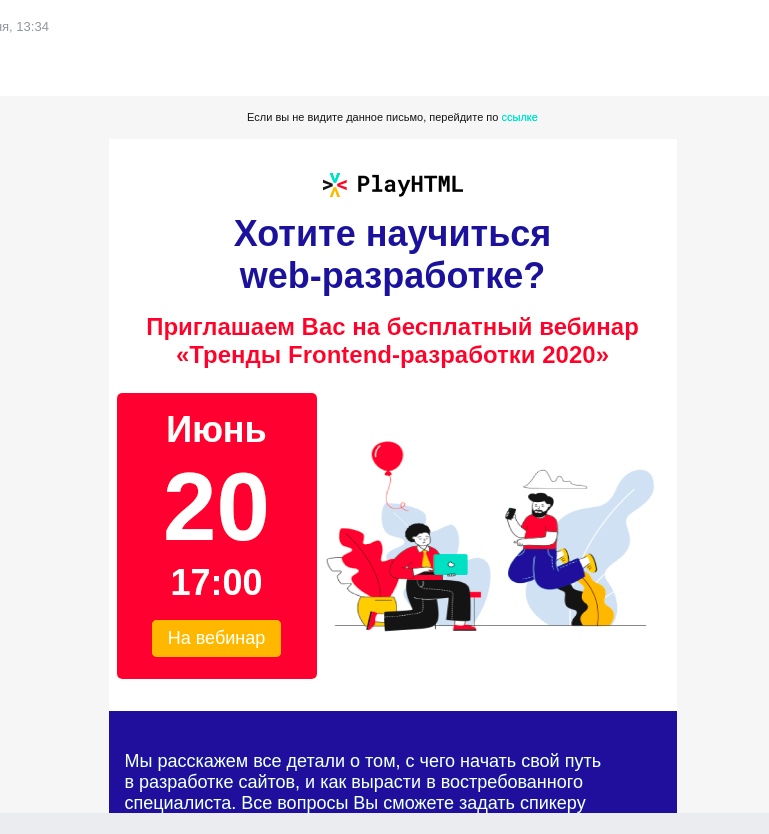 13:34
Если вы не видите данное письмо, перейдите по ссылке
PlayHTML
Хотите научиться
web-разработке?
Приглашаем Вас на бесплатный вебинар
«Тренды Frontend-разработки 2020»
Июнь
20
17:00
На вебинар
Мы расскажем все детали о том, с чего начать свой путь
в разработке сайтов, и как вырасти в востребованного
специалиста. Все вопросы Вы сможете задать спикеру